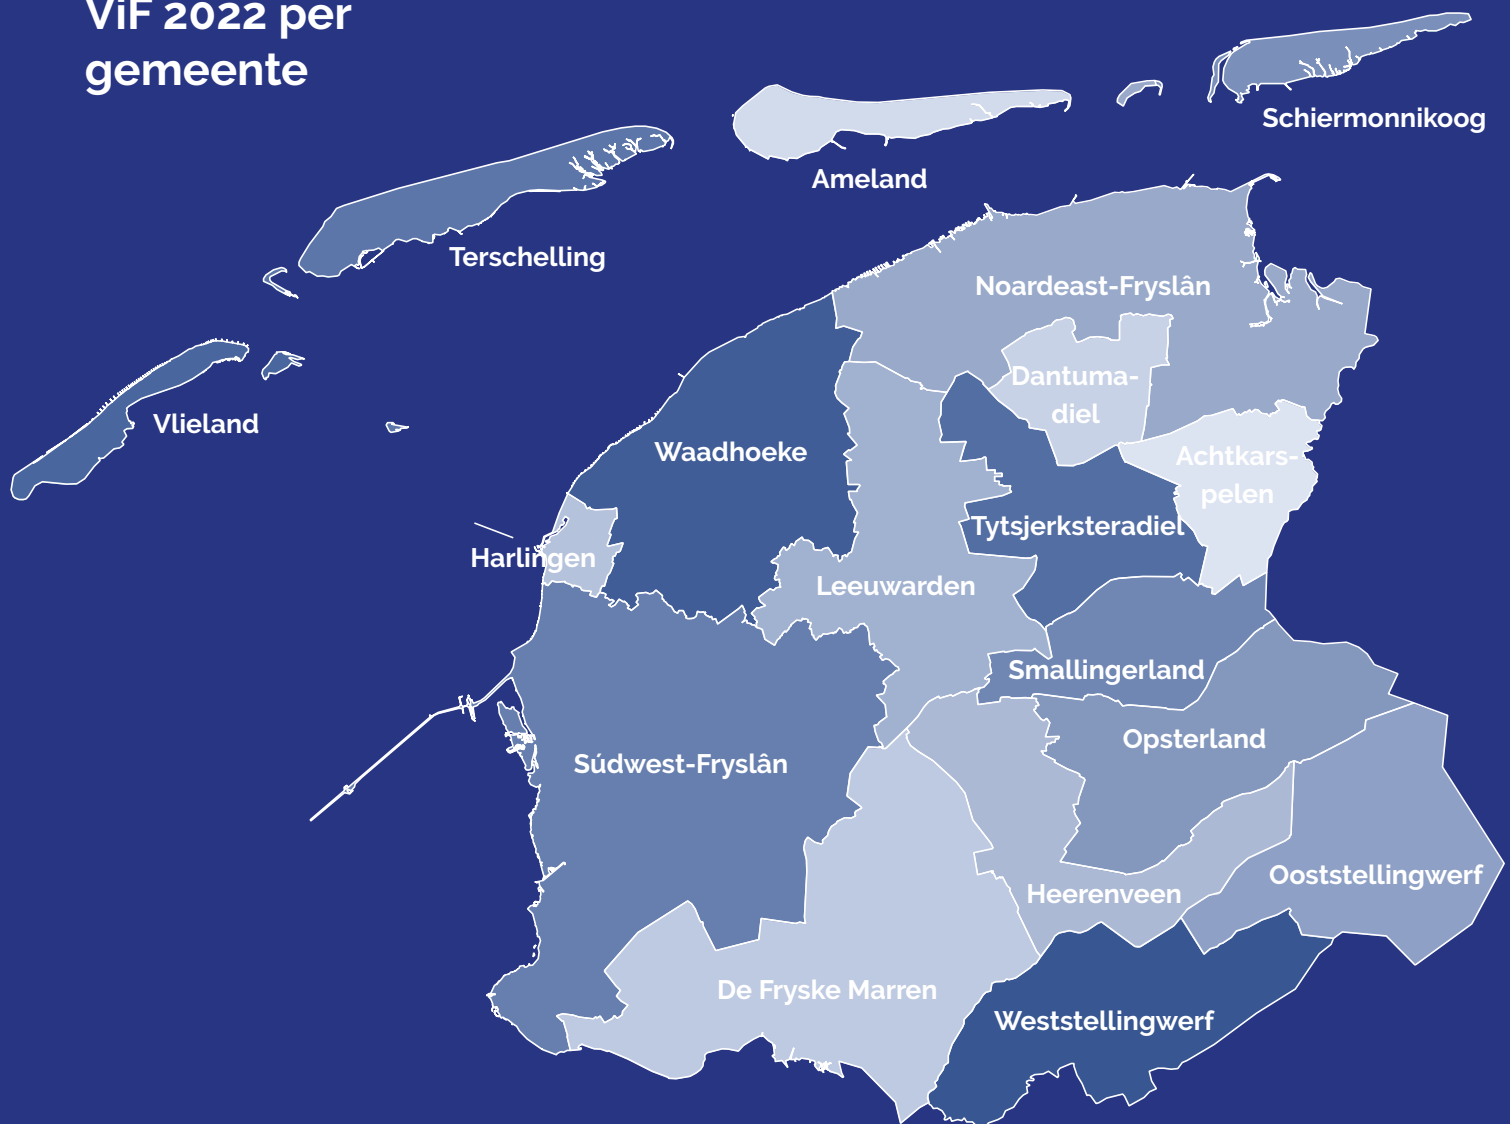 ViF 2022 per
gemeente
Schiermonnikoog
Ameland
Terschelling
Noardeast-Fryslân
Dantuma-
diel
Vlieland
Waadhoeke
Achtkars-
pelen
Tytsjerksteradiel
Harlingen
Leeuwarden
Smallingerland
Opsterland
Súdwest-Fryslân
Ooststellingwerf
Heerenveen
De Fryske Marren
Weststellingwerf